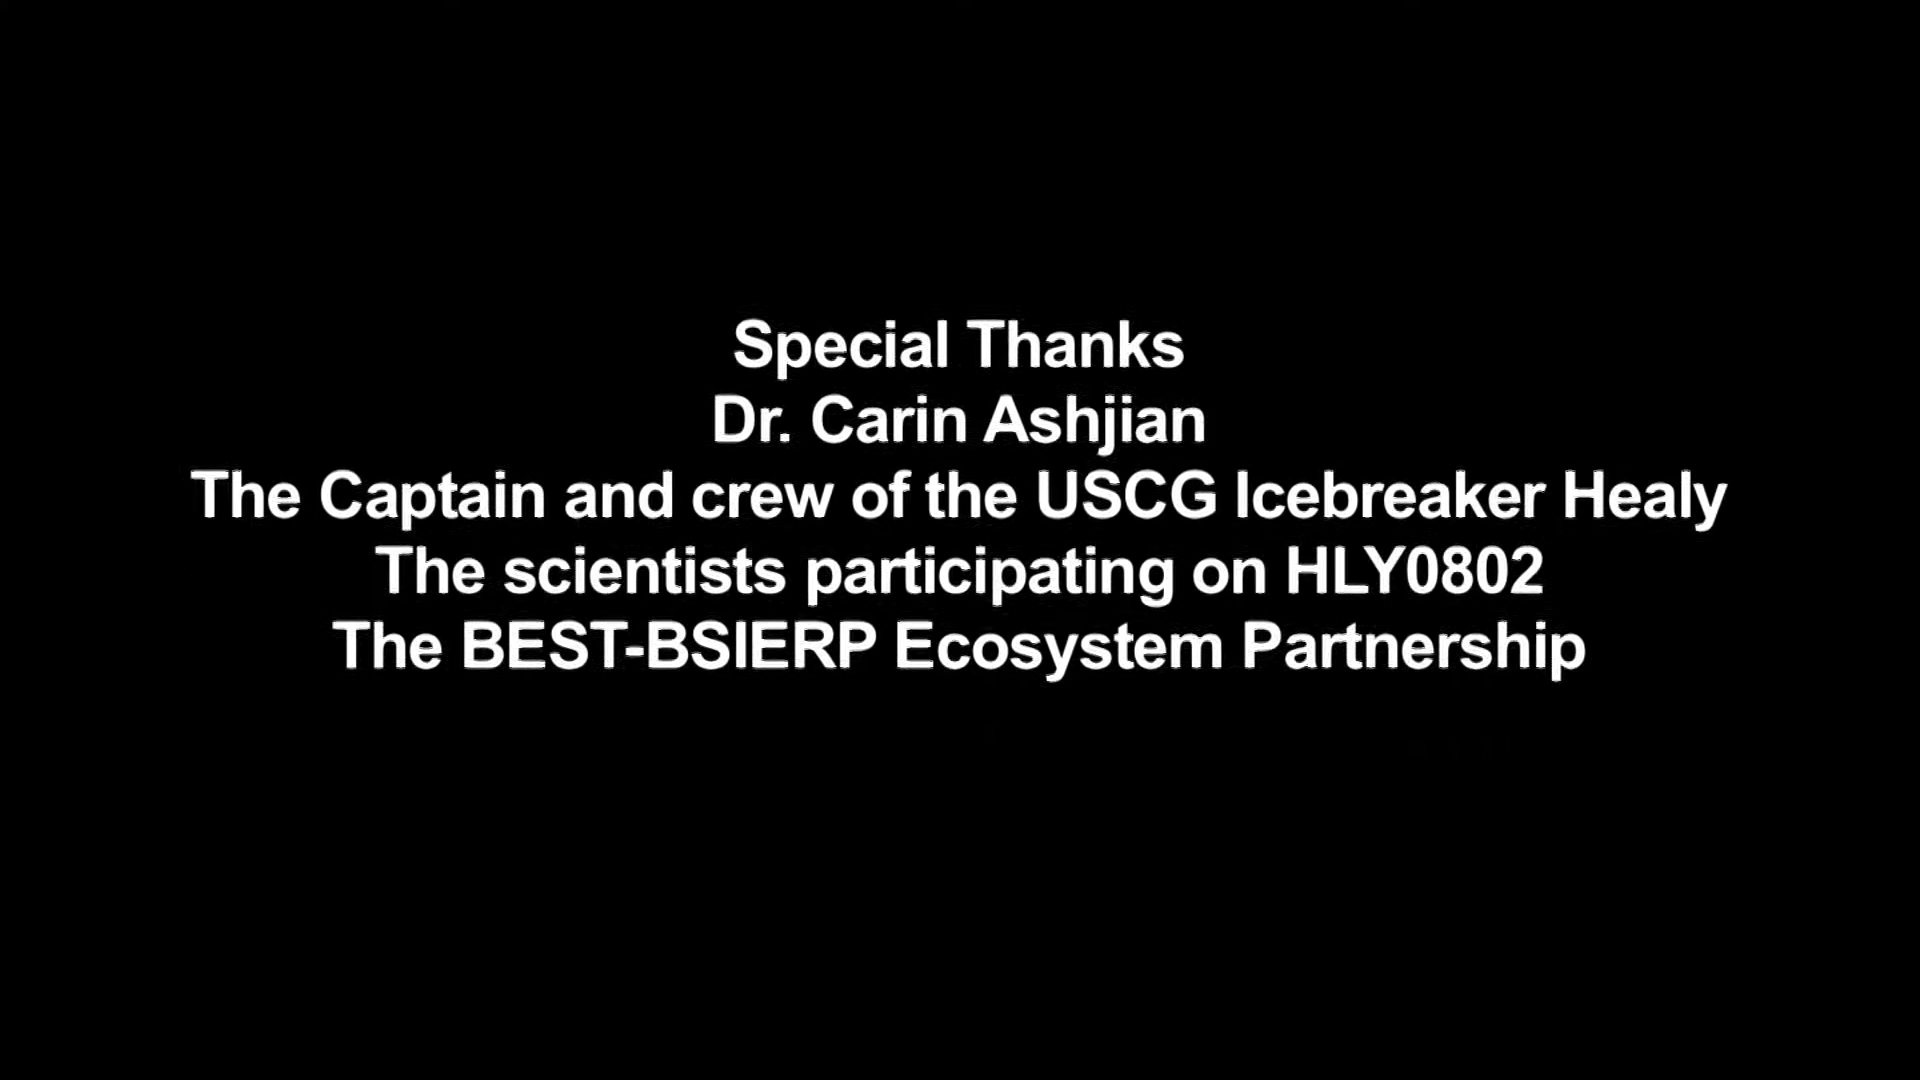 Special Thanks
Dr. Carin Ashjian
The Captain and crew of the USCG Icebreaker Healy
The scientists participating on HLY0802
The BEST-BSIERP Ecosystem Partnership